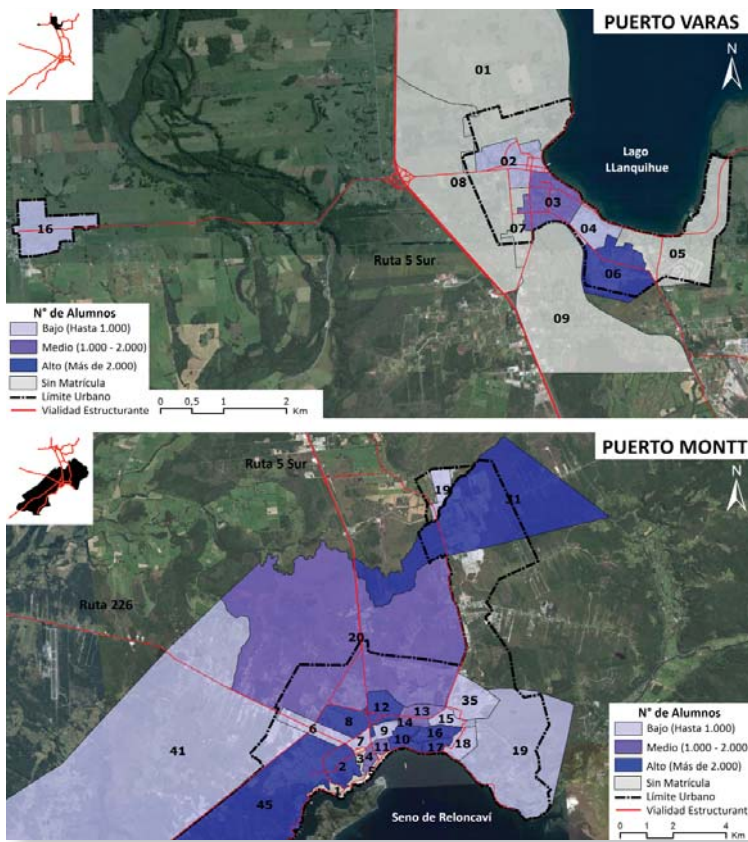 PUERTO VARAS
N
01
Lago
LLanquihue
02
08
03
16
04
07
05
06
Ruta 5 Sur
09
N° de Alumnos
Bajo (Hasta 1.000)
Medio (1.000 - 2.000)
Alto (Más de 2.000)
Sin Matrícula
Límite Urbano
Vialidad Estructurante
0 0,5 1 2
Km
PUERTO MONTT
Ruta 5 Sur
N
19
31
Ruta 226
20
35
12
13
41
6
8
14
15
9
16
7
10
18
19
11
17
3
4
2
5
1
45
Seno de Reloncaví
N° de Alumnos
Bajo (Hasta 1.000)
Medio (1.000 - 2.000)
Alto (Más de 2.000)
Sin Matrícula
Límite Urbano
Vialidad Estructurante
0 1 2 4
Km